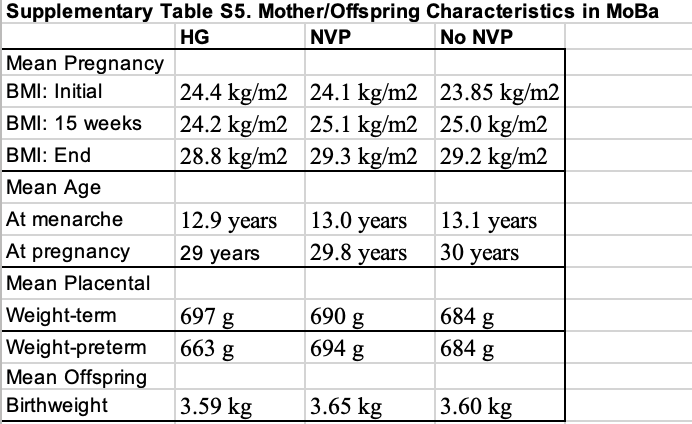 Supplementary Table S5. Mother/Offspring Characteristics in MoBa
HG NVP No NVP
Mean Pregnancy
BMI: Initial 24.4 kg/m2 24.1 kg/m2 23.85 kg/m2
BMI: 15 weeks 24.2 kg/m2 25.1 kg/m2 25.0 kg/m2
BMI: End 28.8 kg/m2 29.3 kg/m2 29.2 kg/m2
Mean Age
At menarche 12.9 years 13.0 years 13.1 years
At pregnancy 29 years 29.8 years 30 years
Mean Placental
Weight-term 697 g 690 g 684 g
Weight-preterm 663 g 694 g 684 g
Mean Offspring
Birthweight 3.59 kg 3.65 kg 3.60 kg